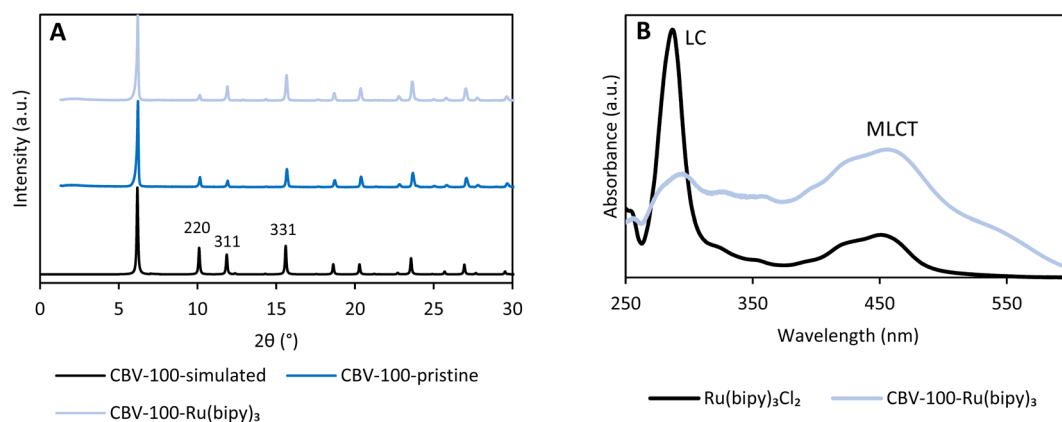 A
Intensity (a.u.)
220
311
331
0 5 10 15 20 25 30
2θ (°)
CBV-100-simulated CBV-100-pristine
CBV-100-Ru(bipy)₃
B
LC
MLCT
Absorbance (a.u.)
250 350 450 550
Wavelength (nm)
Ru(bipy)₃Cl₂ CBV-100-Ru(bipy)₃